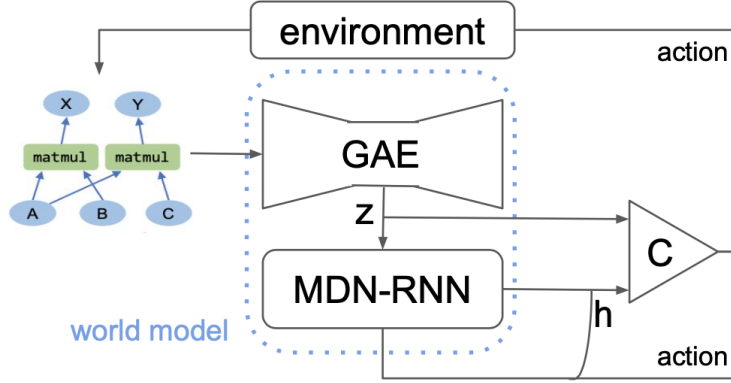 environment
action
X
Y
matmul
matmul
A
B
C
GAE
z
C
MDN-RNN
h
world model
action